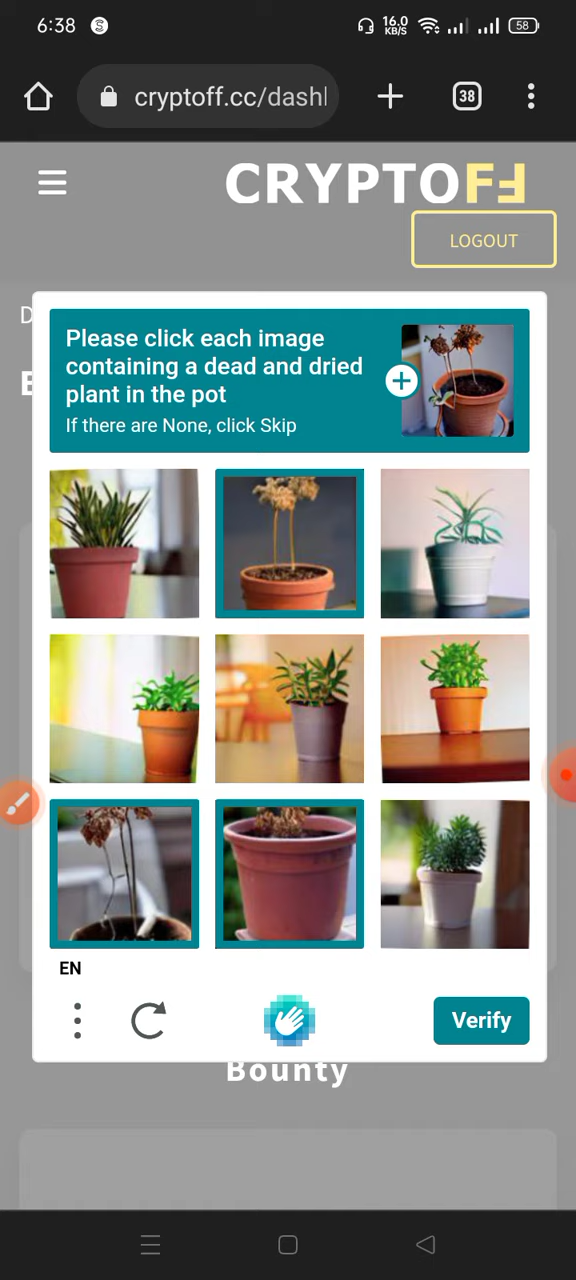 6:38
16.0
KB/S
58
cryptoff.cc/dashl
38
CRYPTOFF
LOGOUT
D
E
Please click each image
containing a dead and dried
plant in the pot
If there are None, click Skip
EN
Verify
Bounty